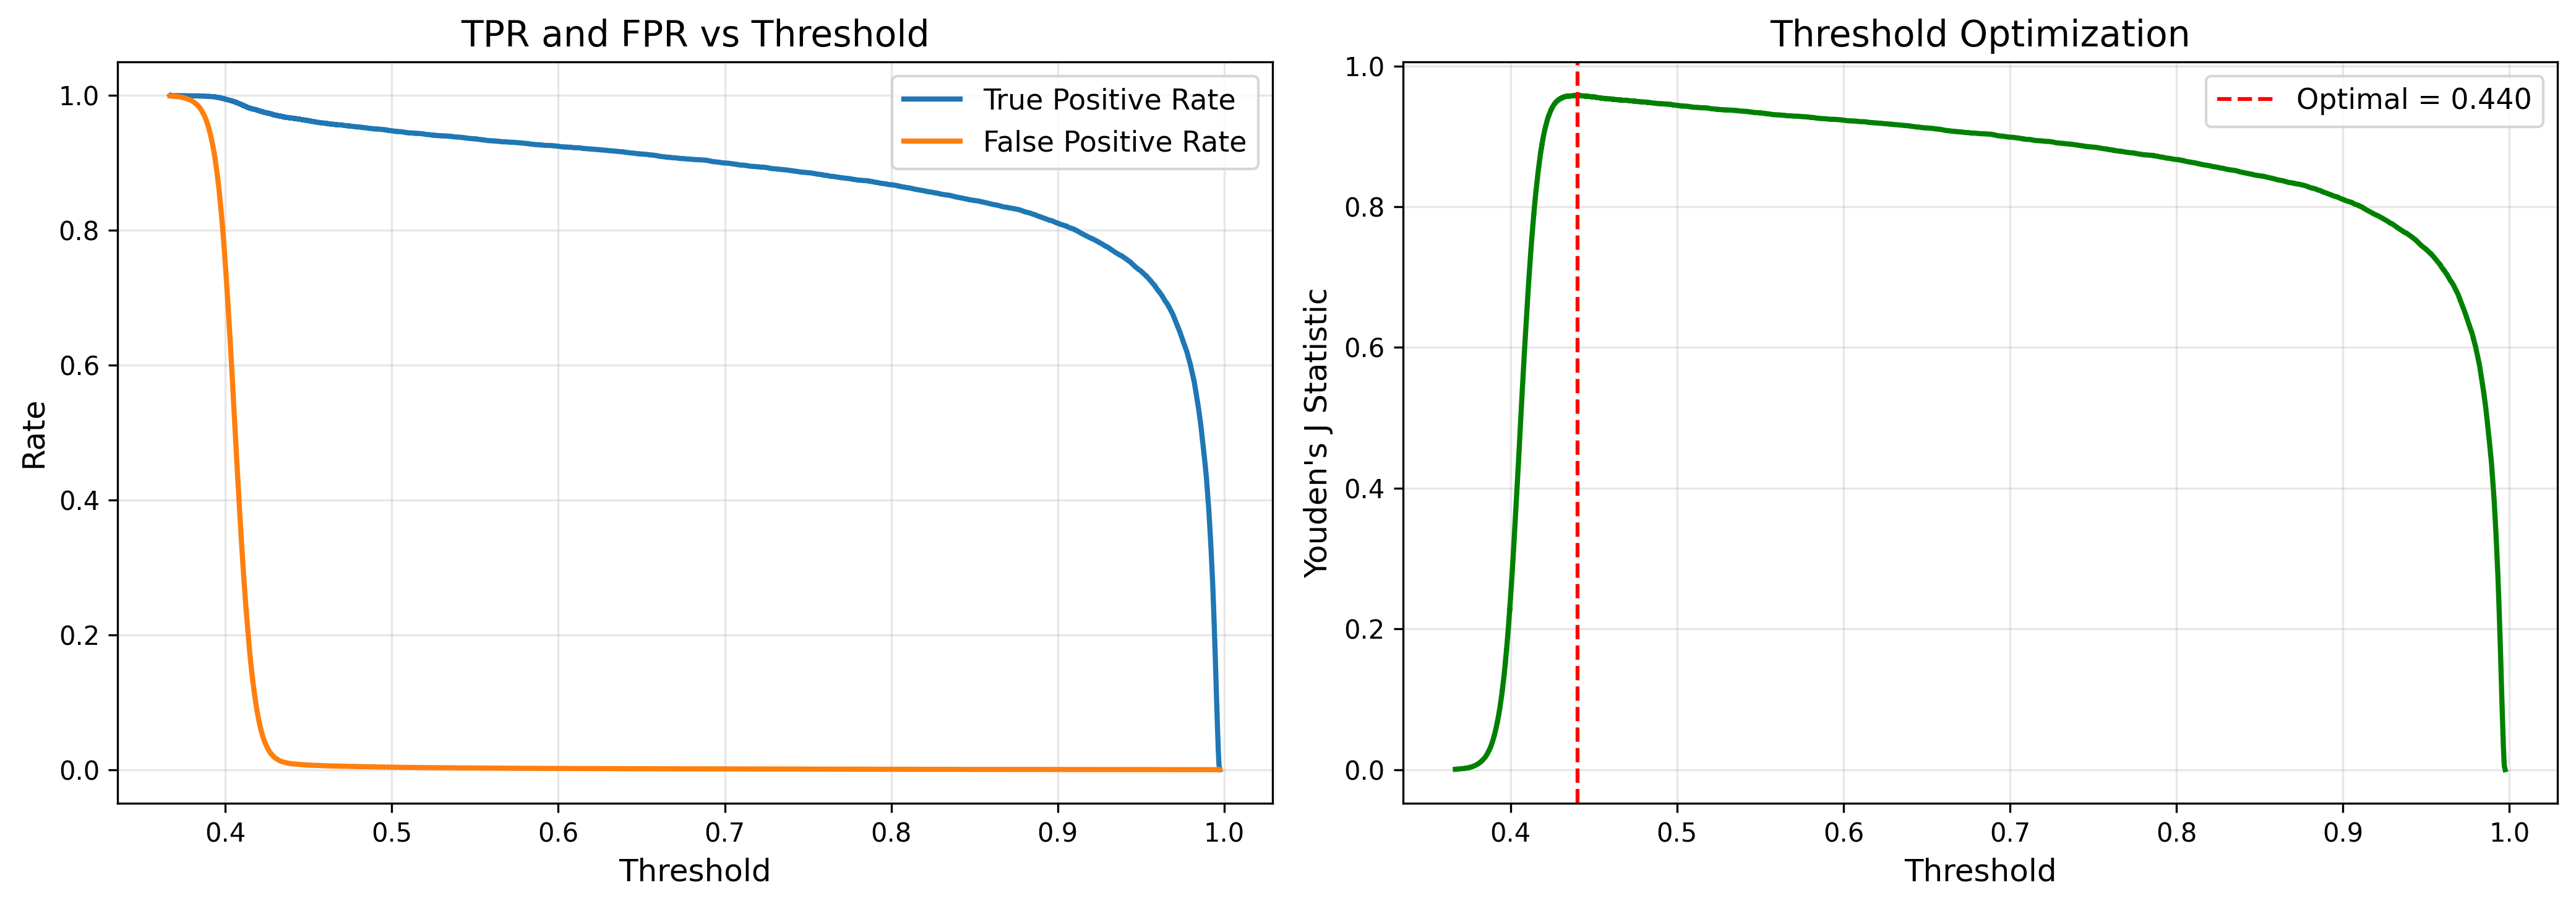 TPR and FPR vs Threshold
True Positive Rate
False Positive Rate
Rate
1.0
0.8
0.6
0.4
0.2
0.0
0.4 0.5 0.6 0.7 0.8 0.9 1.0
Threshold
Threshold Optimization
Optimal = 0.440
Youden's J Statistic
1.0
0.8
0.6
0.4
0.2
0.0
0.4 0.5 0.6 0.7 0.8 0.9 1.0
Threshold